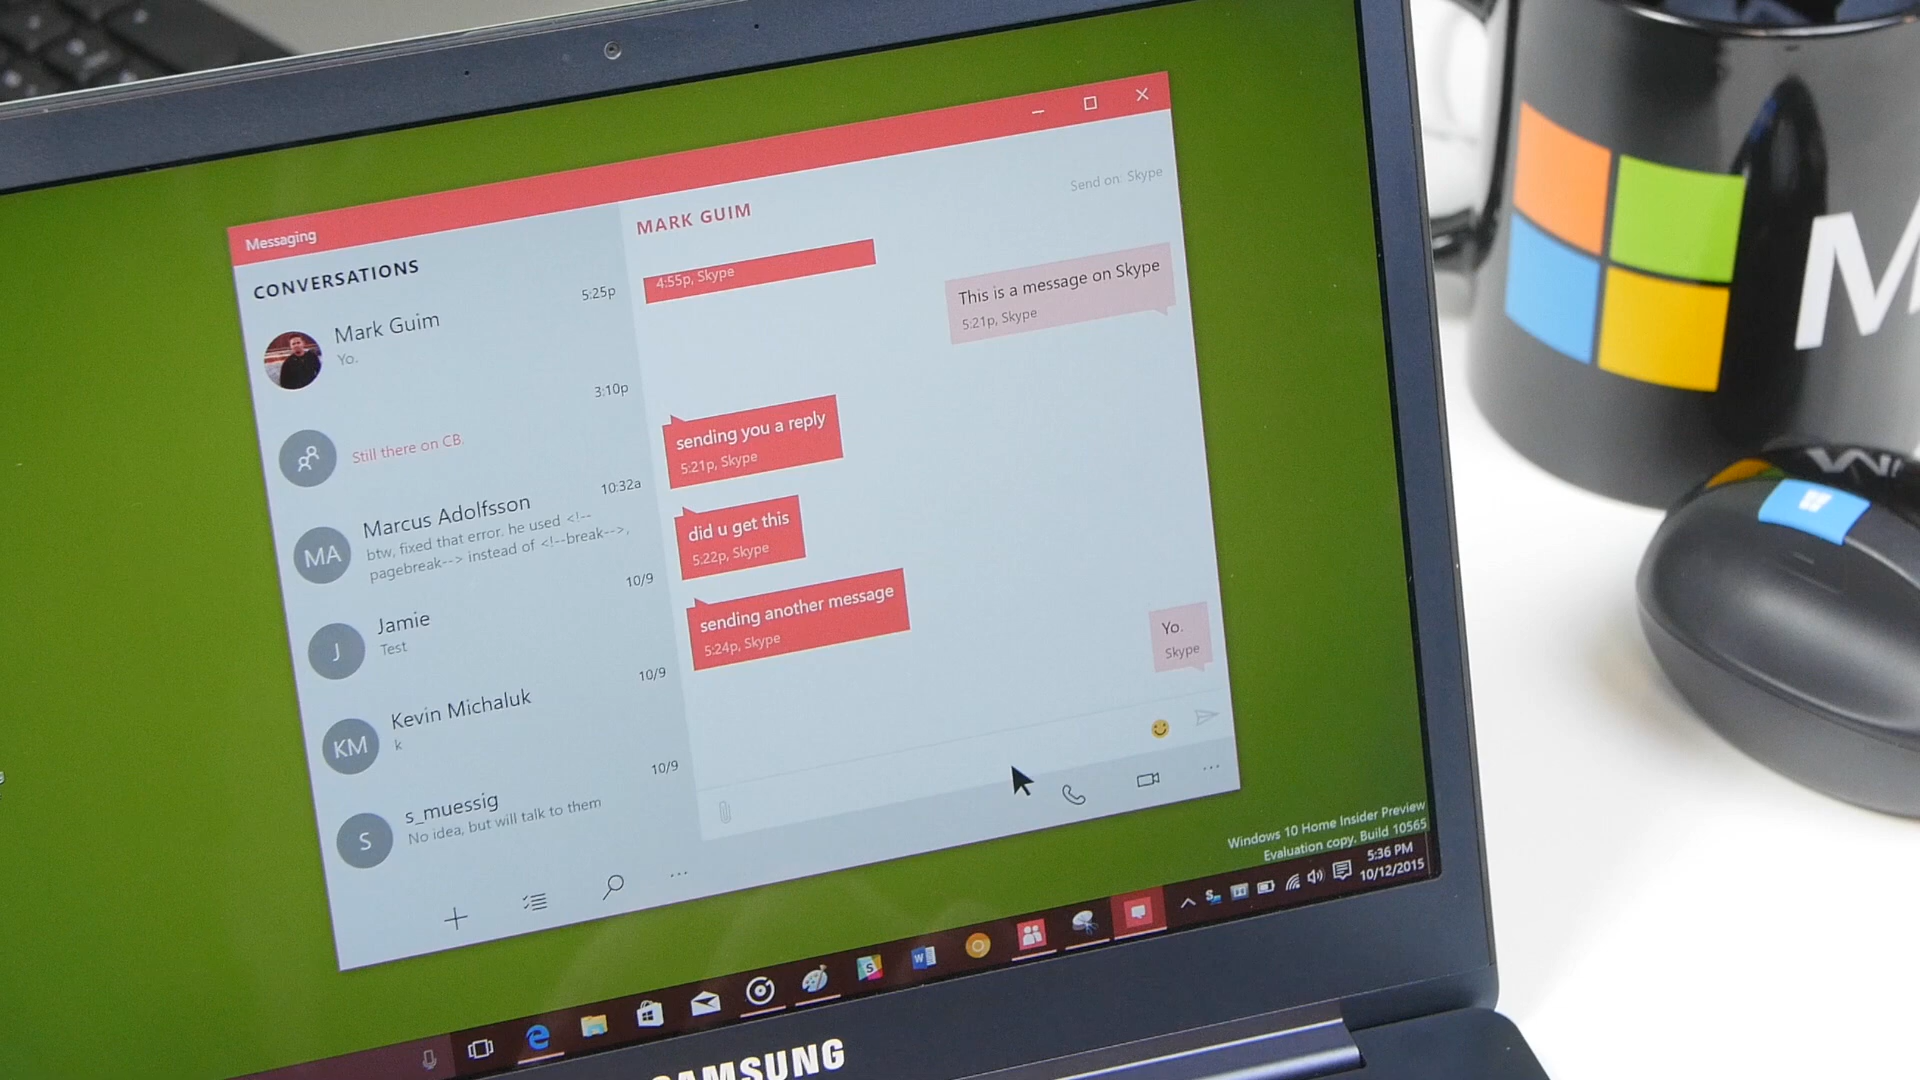 Messaging
CONVERSATIONS
5:25p
Mark Guim
Yo.
3:10p
Still there on CB.
10:32a
Marcus Adolfsson
btw, fixed that error. he used <!--
pagebreak--> instead of <!--break-->,
10/9
Jamie
Test
10/9
Kevin Michaluk
k
10/9
s_muessig
No idea, but will talk to them
MA
J
KM
S
MARK GUIM
Send on: Skype
4:55p, Skype
This is a message on Skype
5:21p, Skype
sending you a reply
5:21p, Skype
did u get this
5:22p, Skype
sending another message
5:24p, Skype
Yo.
Skype
Windows 10 Home Insider Preview
Evaluation copy. Build 10565
5:36 PM
10/12/2015
SAMSUNG